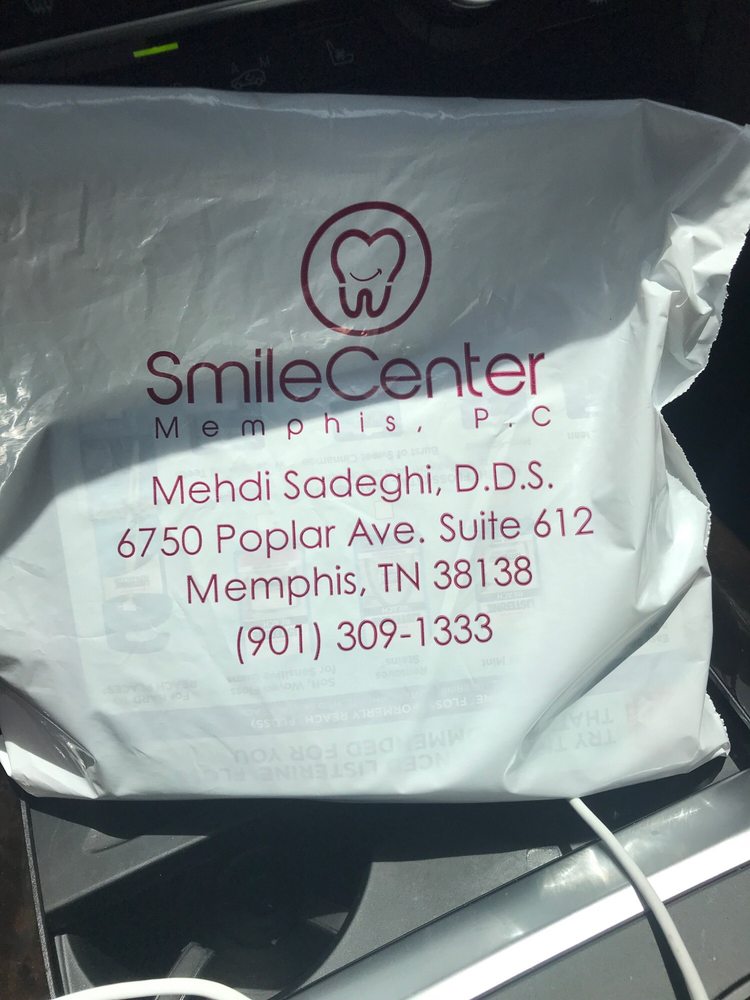 SmileCenter
Memphis, P.C
Mehdi Sadeghi, D.D.S.
6750 Poplar Ave. Suite 612
Memphis, TN 38138
(901) 309-1333